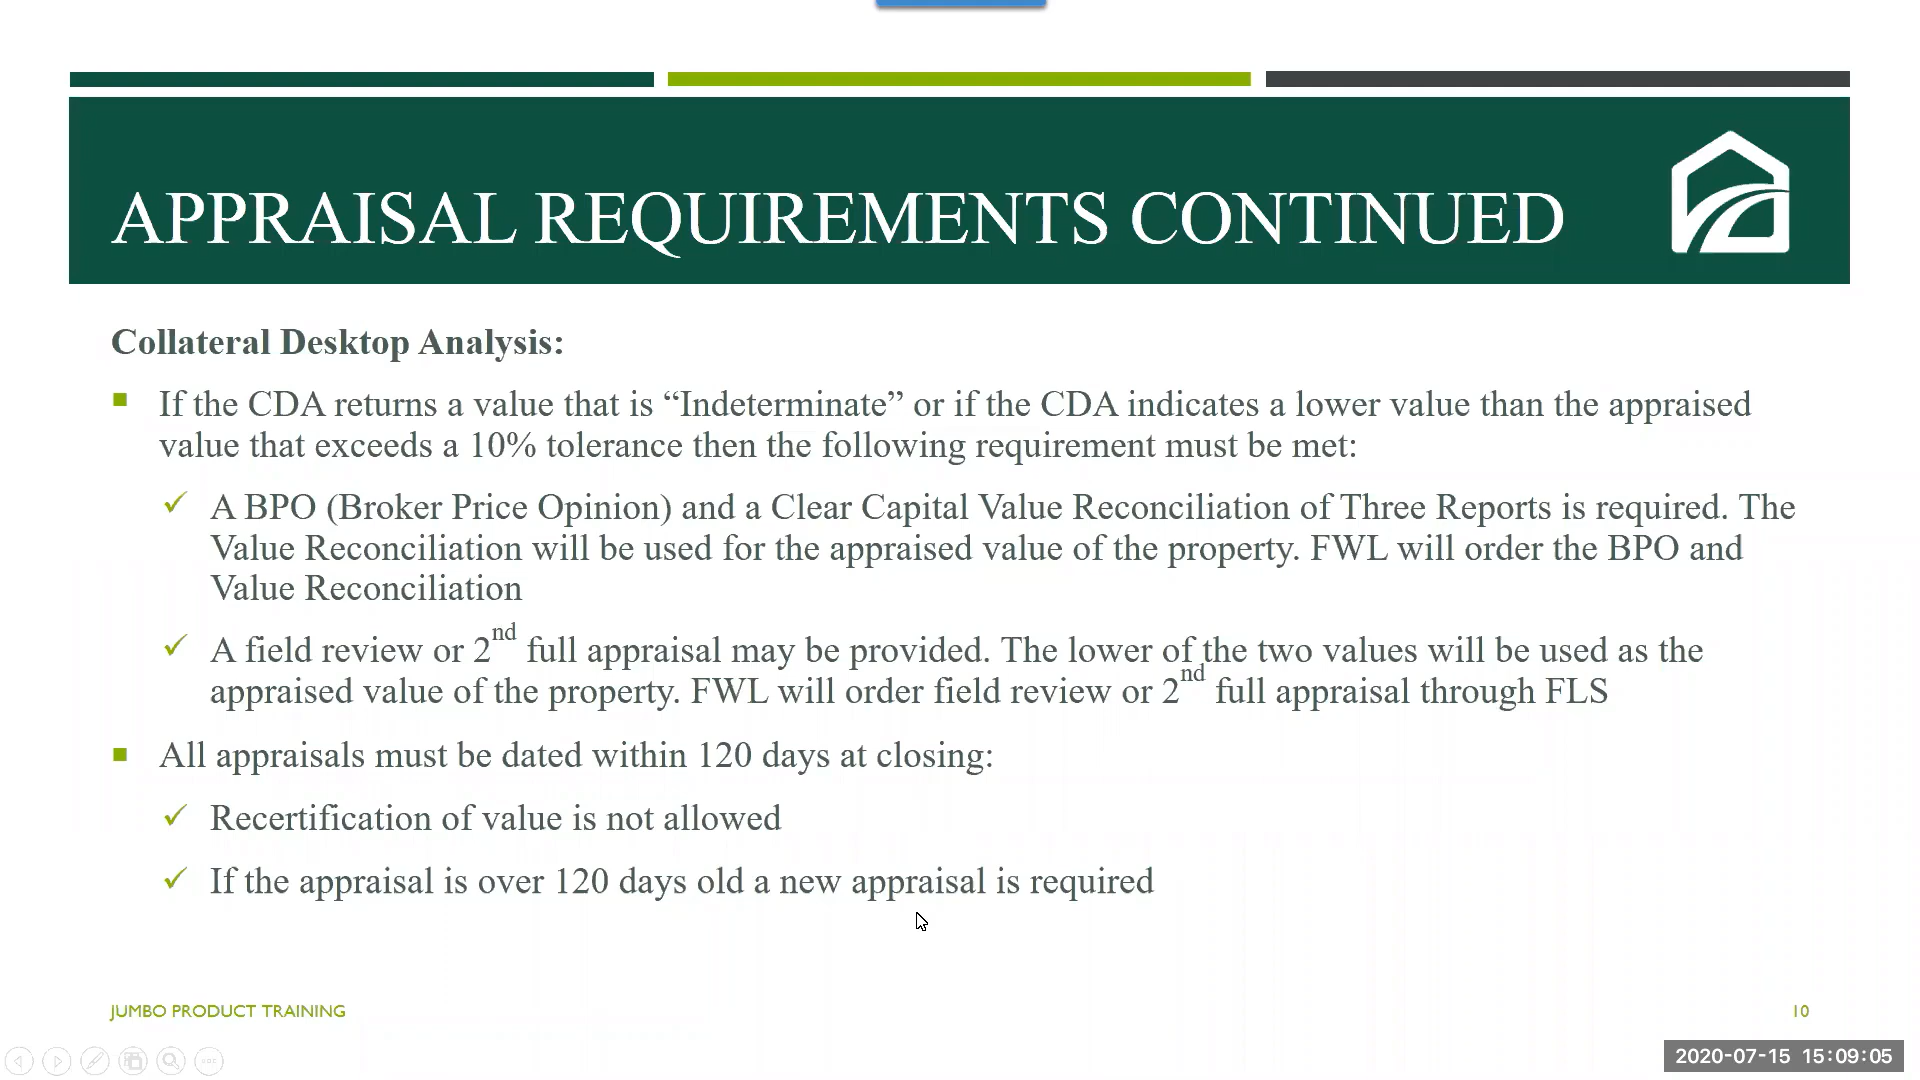 APPRAISAL REQUIREMENTS CONTINUED
Collateral Desktop Analysis:
If the CDA returns a value that is “Indeterminate” or if the CDA indicates a lower value than the appraised
value that exceeds a 10% tolerance then the following requirement must be met:
A BPO (Broker Price Opinion) and a Clear Capital Value Reconciliation of Three Reports is required. The
Value Reconciliation will be used for the appraised value of the property. FWL will order the BPO and
Value Reconciliation
A field review or 2nd full appraisal may be provided. The lower of the two values will be used as the
appraised value of the property. FWL will order field review or 2nd full appraisal through FLS
All appraisals must be dated within 120 days at closing:
Recertification of value is not allowed
If the appraisal is over 120 days old a new appraisal is required
JUMBO PRODUCT TRAINING
10
2020-07-15 15:09:05